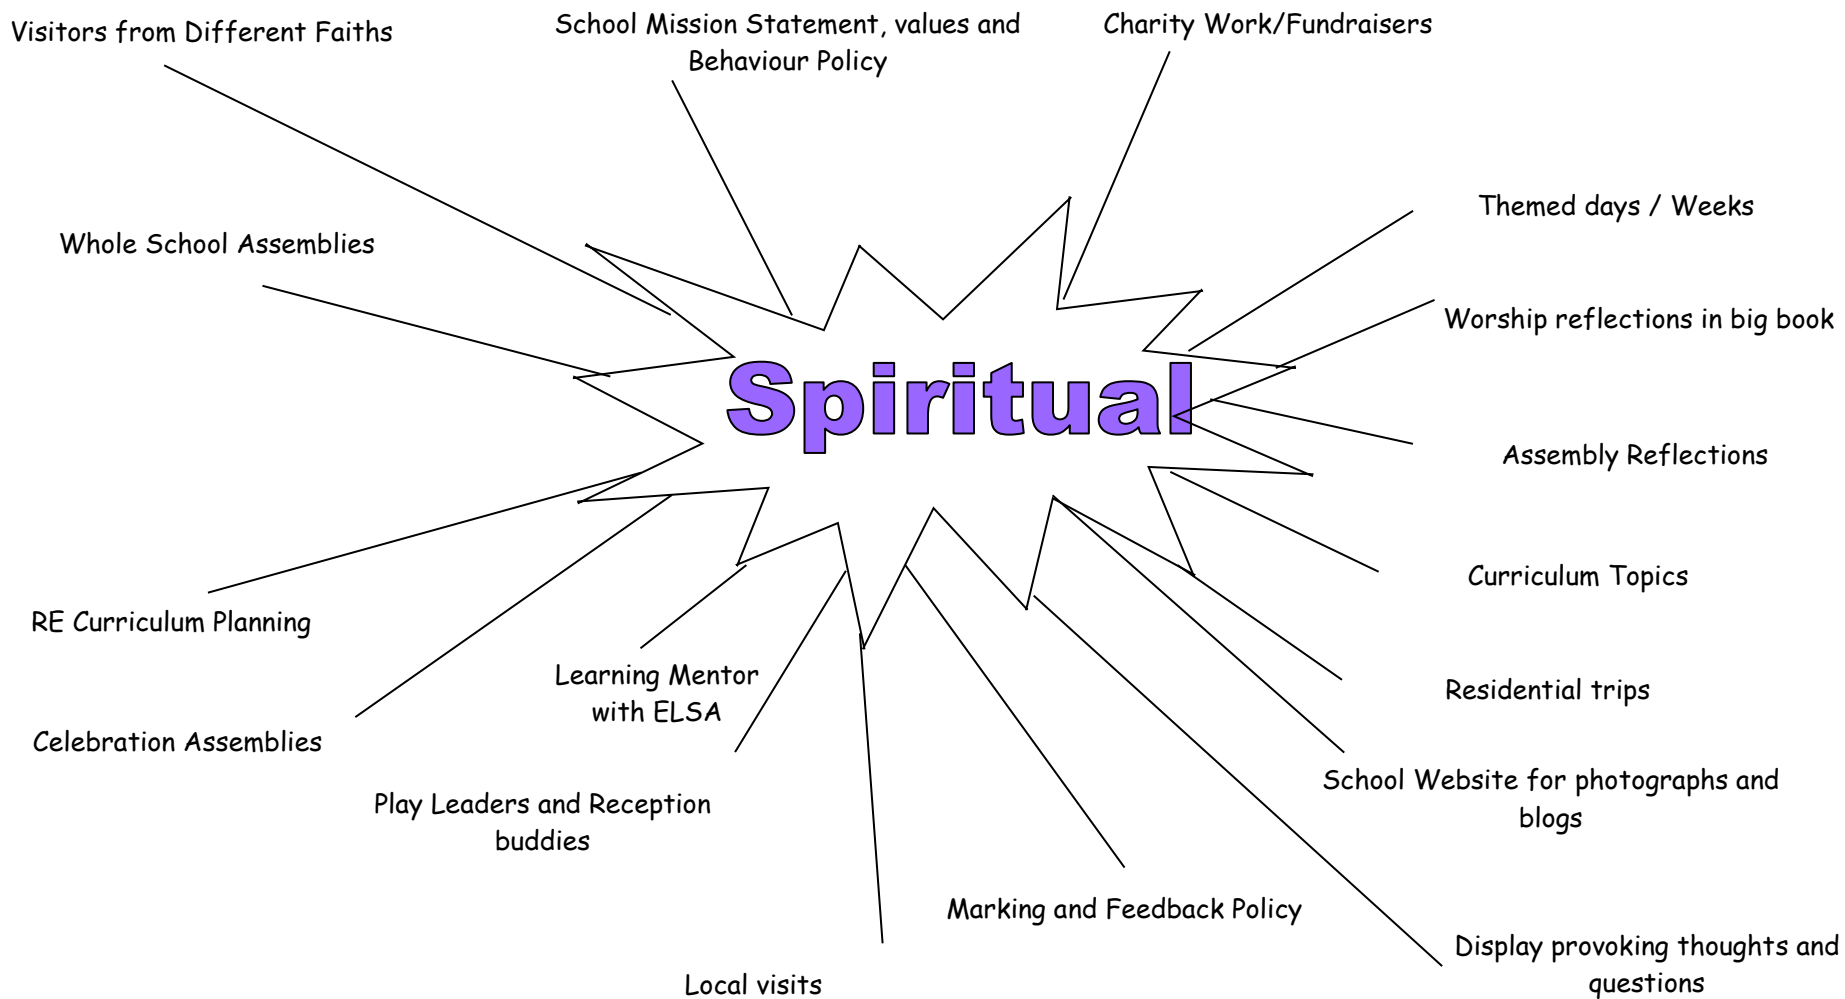 Visitors from Different Faiths
School Mission Statement, values and
Behaviour Policy
Charity Work/Fundraisers
Themed days / Weeks
Whole School Assemblies
Worship reflections in big book
Spiritual
Assembly Reflections
Curriculum Topics
RE Curriculum Planning
Learning Mentor
with ELSA
Residential trips
Celebration Assemblies
School Website for photographs and
blogs
Play Leaders and Reception
buddies
Marking and Feedback Policy
Display provoking thoughts and
questions
Local visits